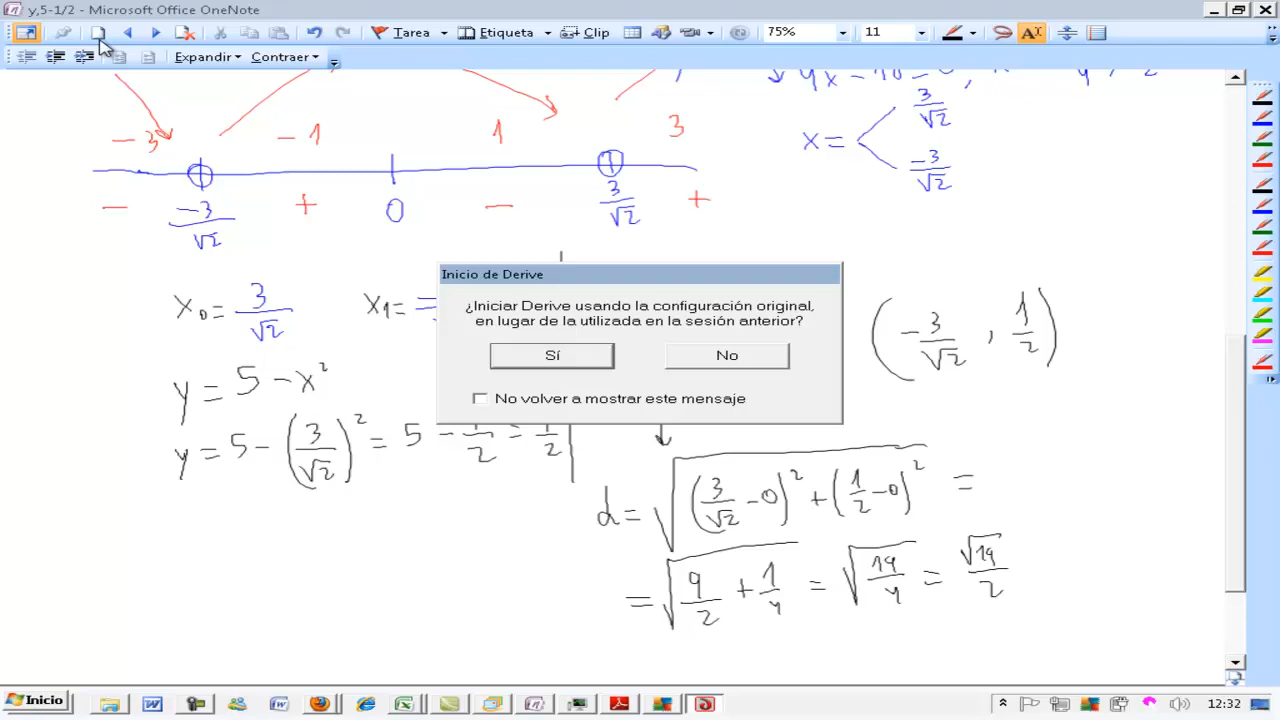 y,5-1/2 - Microsoft Office OneNote
Tarea Etiqueta Clip 75% 11
Expandir Contraer
- 3 - 1 1 3
x = 3/√2
-3/√2
- -3/√2 + 0 - 3/√2 +
Inicio de Derive
¿Iniciar Derive usando la configuración original,
en lugar de la utilizada en la sesión anterior?
Sí No
No volver a mostrar este mensaje
x₀ = 3/√2 x₁ =
(-3/√2 , 1/2)
y = 5 - x²
y = 5 - (3/√2)² = 5 -
d = √((3/√2 - 0)² + (1/2 - 0)²) =
= √(9/2 + 1/4) = √(19/4) = √19/2
Inicio 12:32